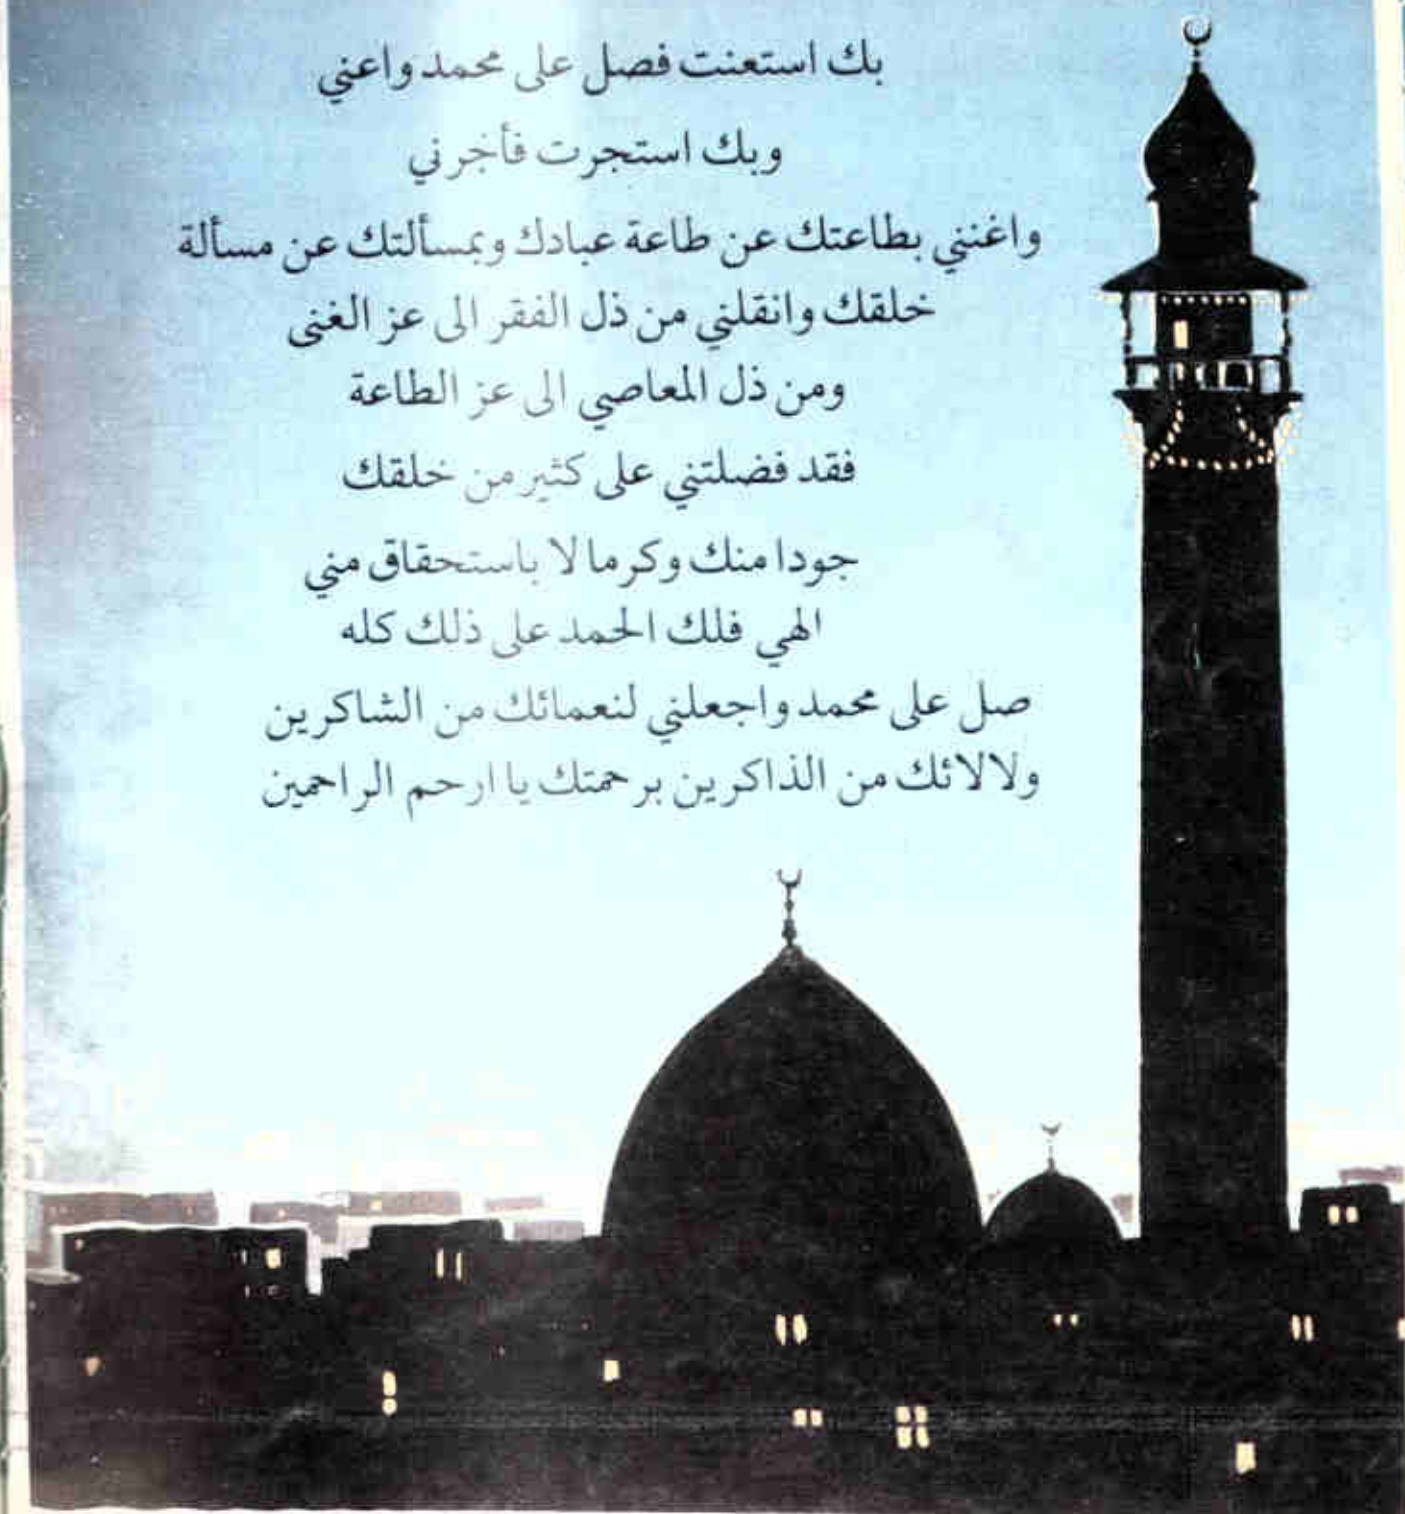 بك استعنت فصل على محمد واعني
وبك استجرت فأخرني
واغنني بطاعتك عن طاعة عبادك وبمسألتك عن مسألة
خلقك وانقلني من ذل الفقر الى عز الغنى
ومن ذل المعاصي الى عز الطاعة
فقد فضلتني على كثير من خلقك
جودا منك وكرما لا باستحقاق مني
الهي فلك الحمد على ذلك كله
صل على محمد واجعلني لنعمائك من الشاكرين
ولالائك من الذاكرين برحمتك يا ارحم الراحمين